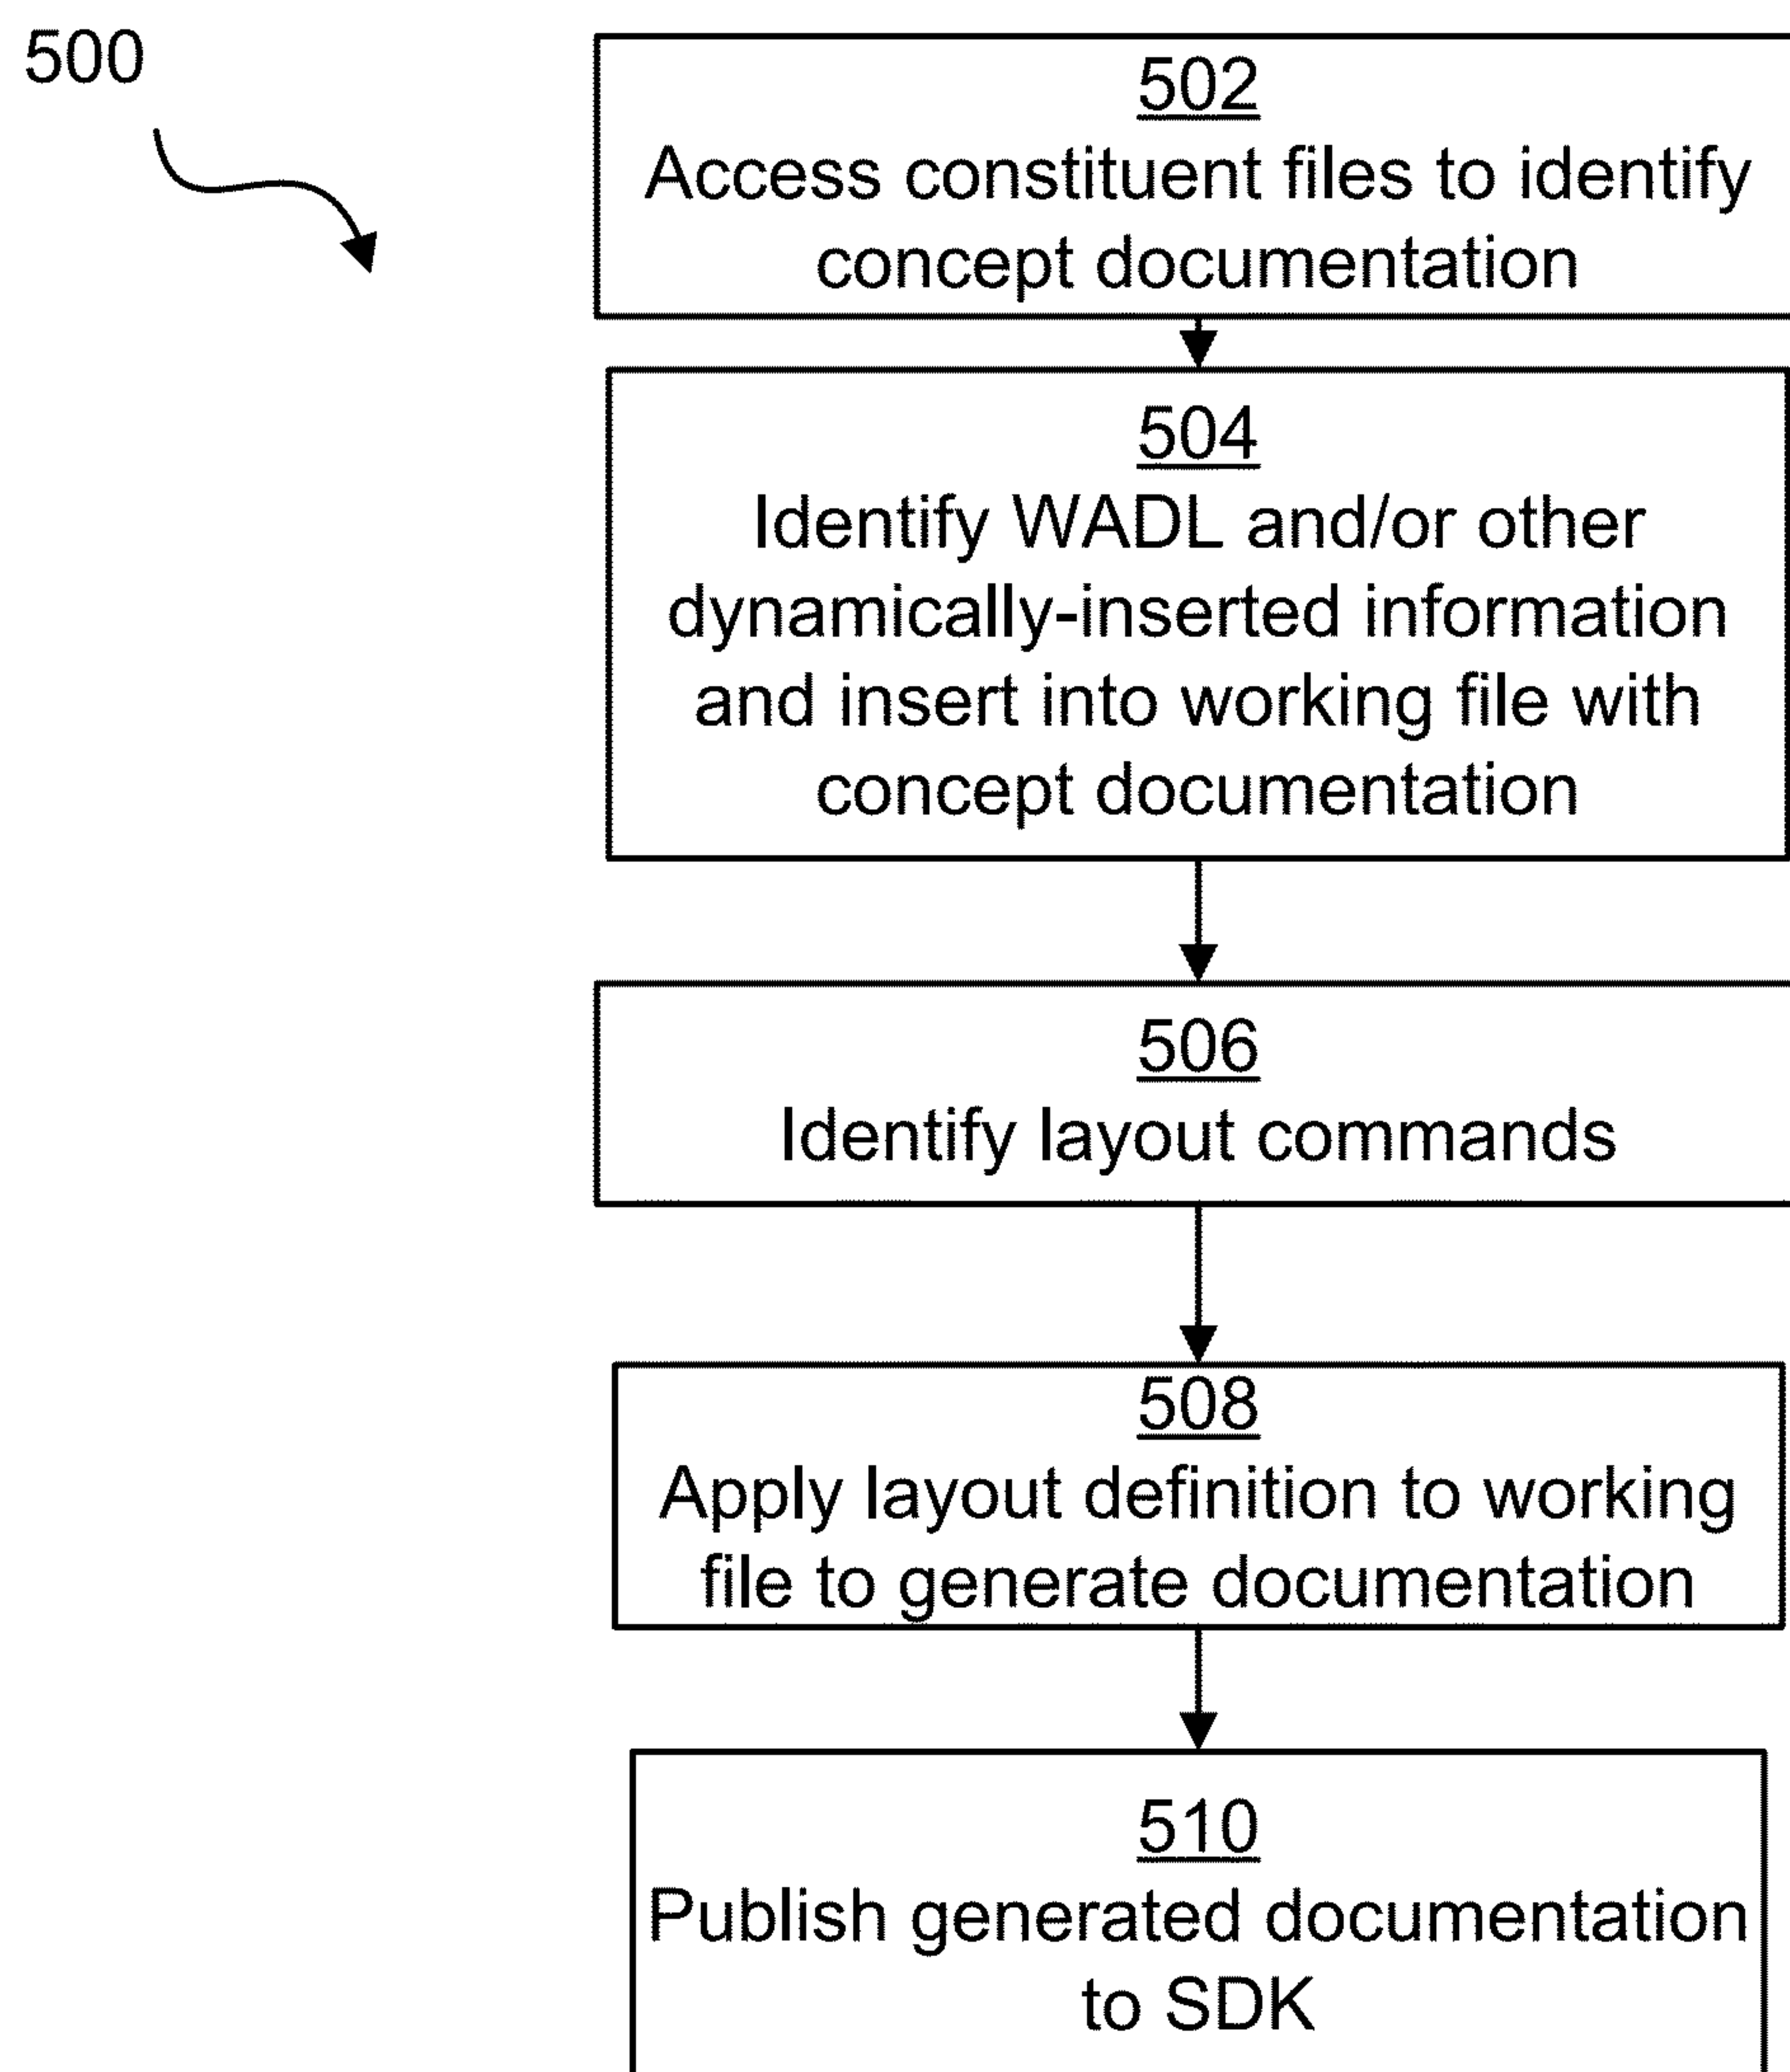 500
502
Access constituent files to identify
concept documentation
504
Identify WADL and/or other
dynamically-inserted information
and insert into working file with
concept documentation
506
Identify layout commands
508
Apply layout definition to working
file to generate documentation
510
Publish generated documentation
to SDK